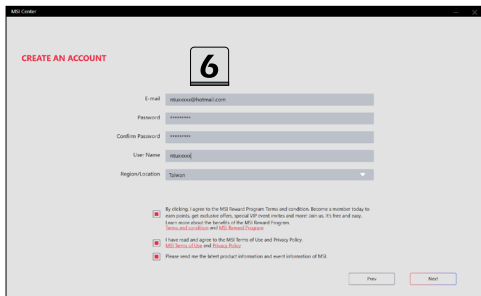 MSI Center
CREATE AN ACCOUNT
6
E-mail
ntuxxxx@hotmail.com
Password
*********
Confirm Password
*********
User Name
ntuxxxx
Region/Location
Taiwan
By clicking, I agree to the MSI Reward Program Terms and condition. Become a member today to
earn points, get exclusive offers, special VIP event invites and more! Join us, it's free and easy.
Learn more about the benefits of the MSI Reward Program.
Terms and condition and MSI Reward Program
I have read and agree to the MSI Terms of Use and Privacy Policy
MSI Terms of Use and Privacy Policy
Please send me the latest product information and event information of MSI.
Prev
Next